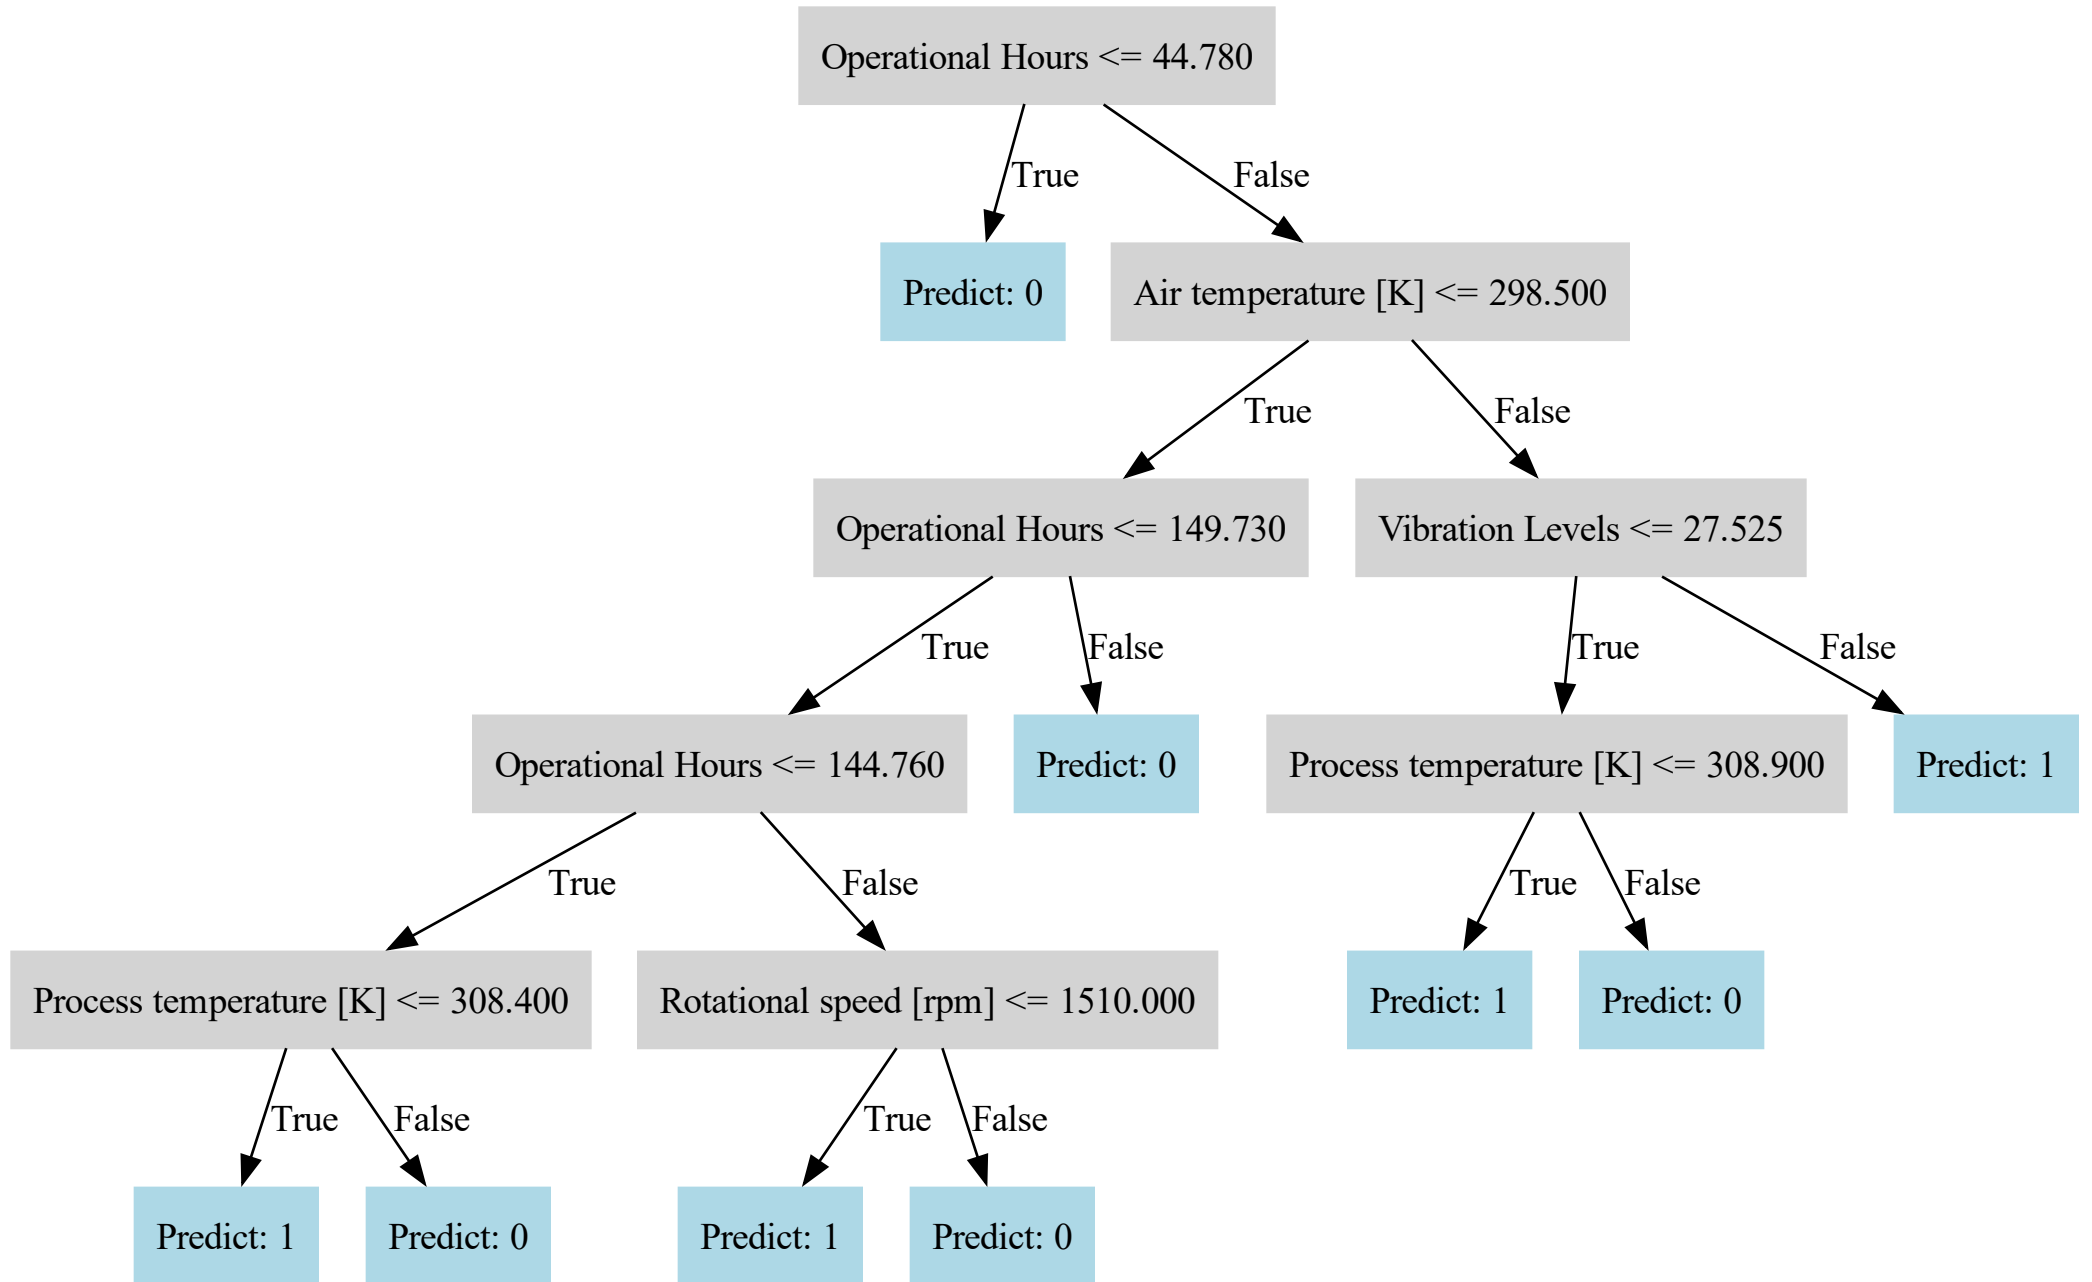 Operational Hours <= 44.780
True
False
Predict: 0
Air temperature [K] <= 298.500
True
False
Operational Hours <= 149.730
Vibration Levels <= 27.525
True
False
True
False
Operational Hours <= 144.760
Predict: 0
Process temperature [K] <= 308.900
Predict: 1
True
False
True
False
Process temperature [K] <= 308.400
Rotational speed [rpm] <= 1510.000
Predict: 1
Predict: 0
True
False
True
False
Predict: 1
Predict: 0
Predict: 1
Predict: 0